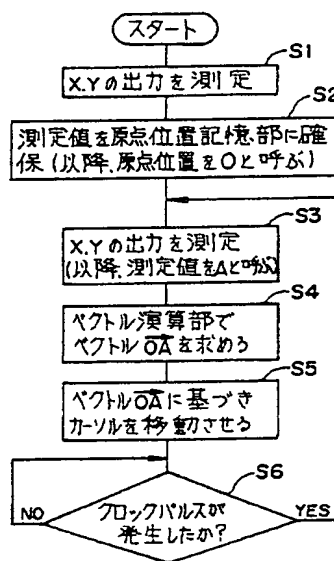 スタート
S1
X.Yの出力を測定
S2
測定値を原点位置記憶部に確
保(以降、原点位置をOと呼ぶ)
S3
X.Yの出力を測定
(以降、測定値をAと呼ぶ)
S4
ベクトル演算部で
ベクトルOAを求める
S5
ベクトルOAに基づき
カーソルを移動させる
S6
クロックパルスが
発生したか?
NO
YES